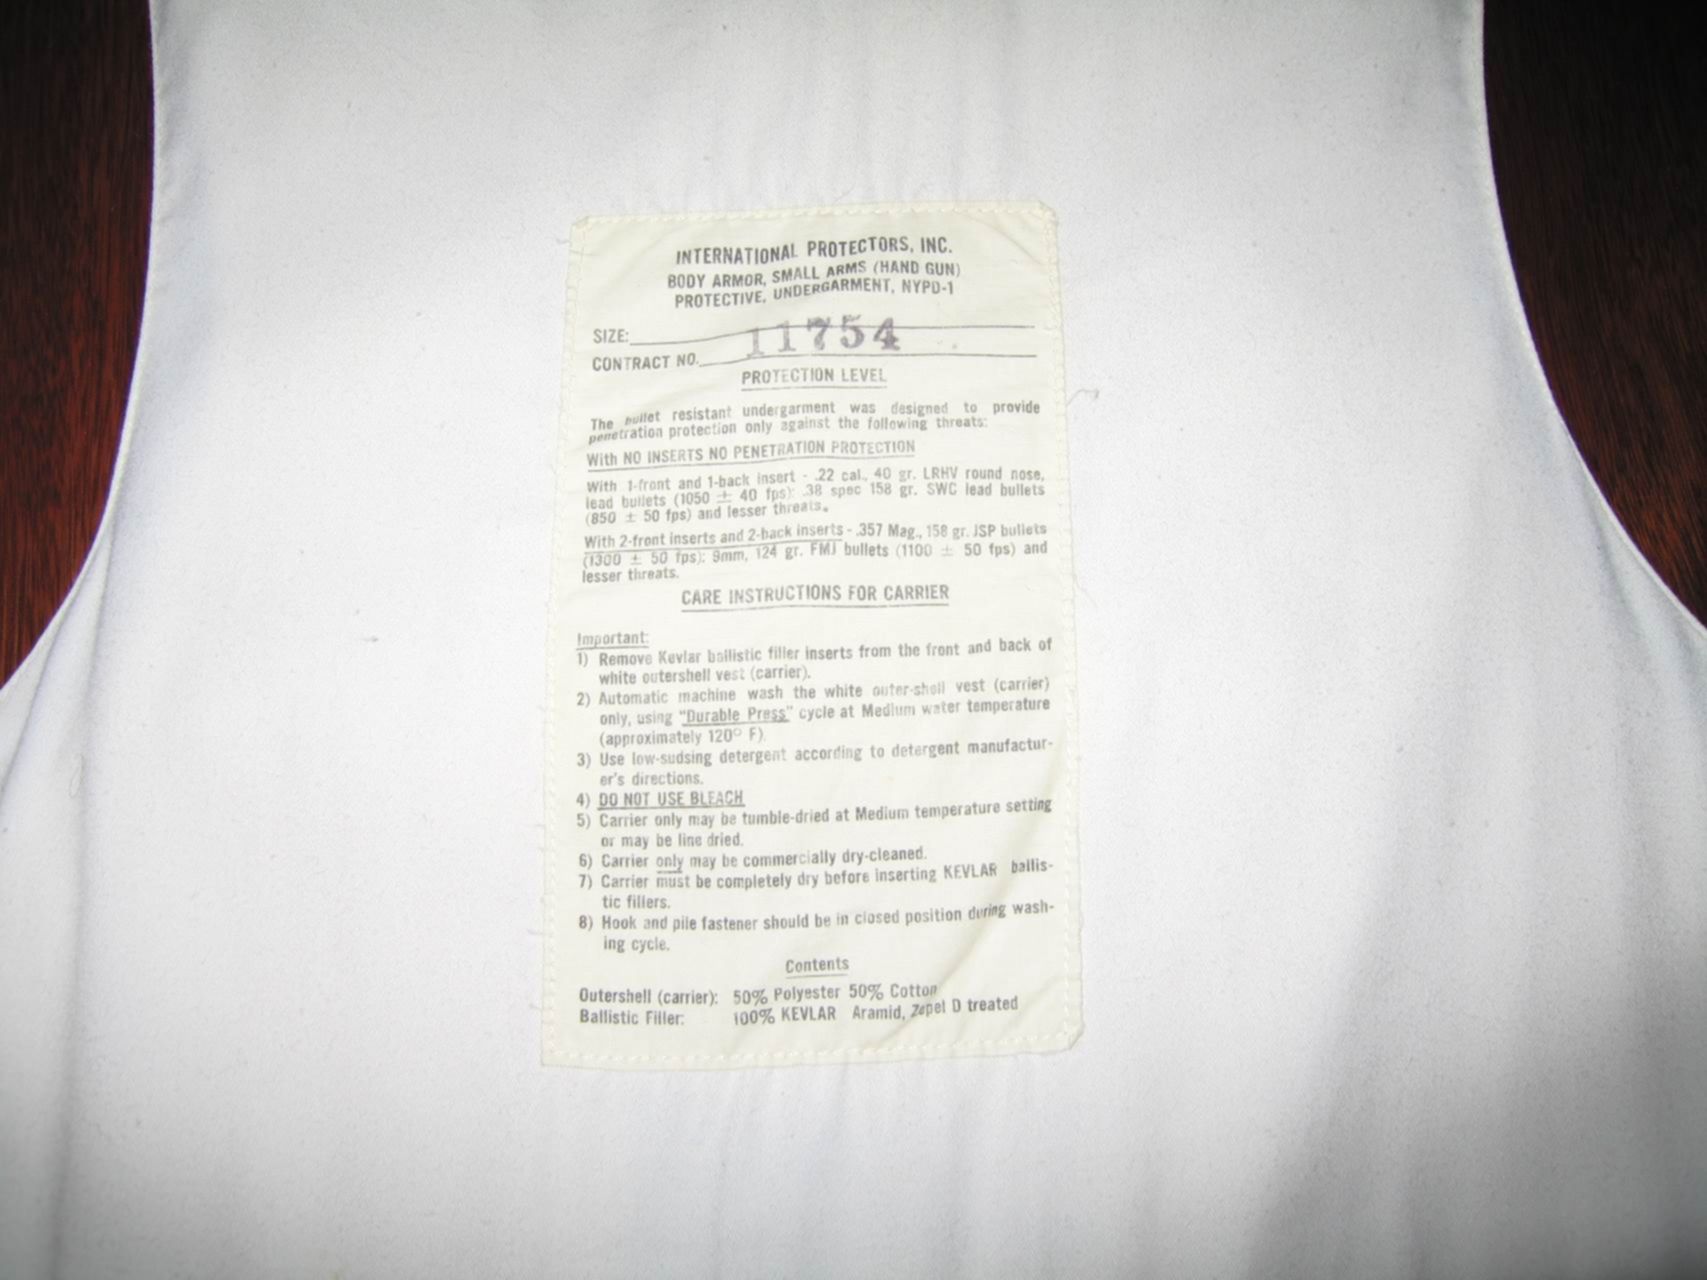 INTERNATIONAL PROTECTORS, INC.
BODY ARMOR, SMALL ARMS (HAND GUN)
PROTECTIVE, UNDERGARMENT, NYPD-1
SIZE:
11754
CONTRACT NO.
PROTECTION LEVEL
The bullet resistant undergarment was designed to provide
penetration protection only against the following threats:
With NO INSERTS NO PENETRATION PROTECTION
With 1-front and 1-back insert - .22 cal., 40 gr. LRHV round nose,
lead bullets (1050 ± 40 fps): .38 spec 158 gr. SWC lead bullets
(850 ± 50 fps) and lesser threats.
With 2-front inserts and 2-back inserts - .357 Mag., 158 gr. JSP bullets
(1300 ± 50 fps): 9mm, 124 gr. FMJ bullets (1100 ± 50 fps) and
lesser threats.
CARE INSTRUCTIONS FOR CARRIER
Important:
1) Remove Kevlar ballistic filler inserts from the front and back of
white outershell vest (carrier).
2) Automatic machine wash the white outer-shell vest (carrier)
only, using "Durable Press" cycle at Medium water temperature
(approximately 120° F).
3) Use low-sudsing detergent according to detergent manufactur-
er's directions.
4) DO NOT USE BLEACH
5) Carrier only may be tumble-dried at Medium temperature setting
or may be line dried.
6) Carrier only may be commercially dry-cleaned.
7) Carrier must be completely dry before inserting KEVLAR ballis-
tic fillers.
8) Hook and pile fastener should be in closed position during wash-
ing cycle.
Contents
Outershell (carrier): 50% Polyester 50% Cotton
Ballistic Filler: 100% KEVLAR Aramid, Zepel D treated